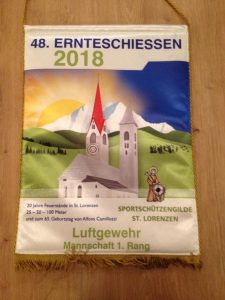 48. ERNTESCHIESSEN
2018
20 Jahre Feuerstände in St. Lorenzen
25 – 50 – 100 Meter
und zum 65. Geburtstag von Alfons Camillozzi
SPORTSCHÜTZENGILDE
ST. LORENZEN
Luftgewehr
Mannschaft 1. Rang